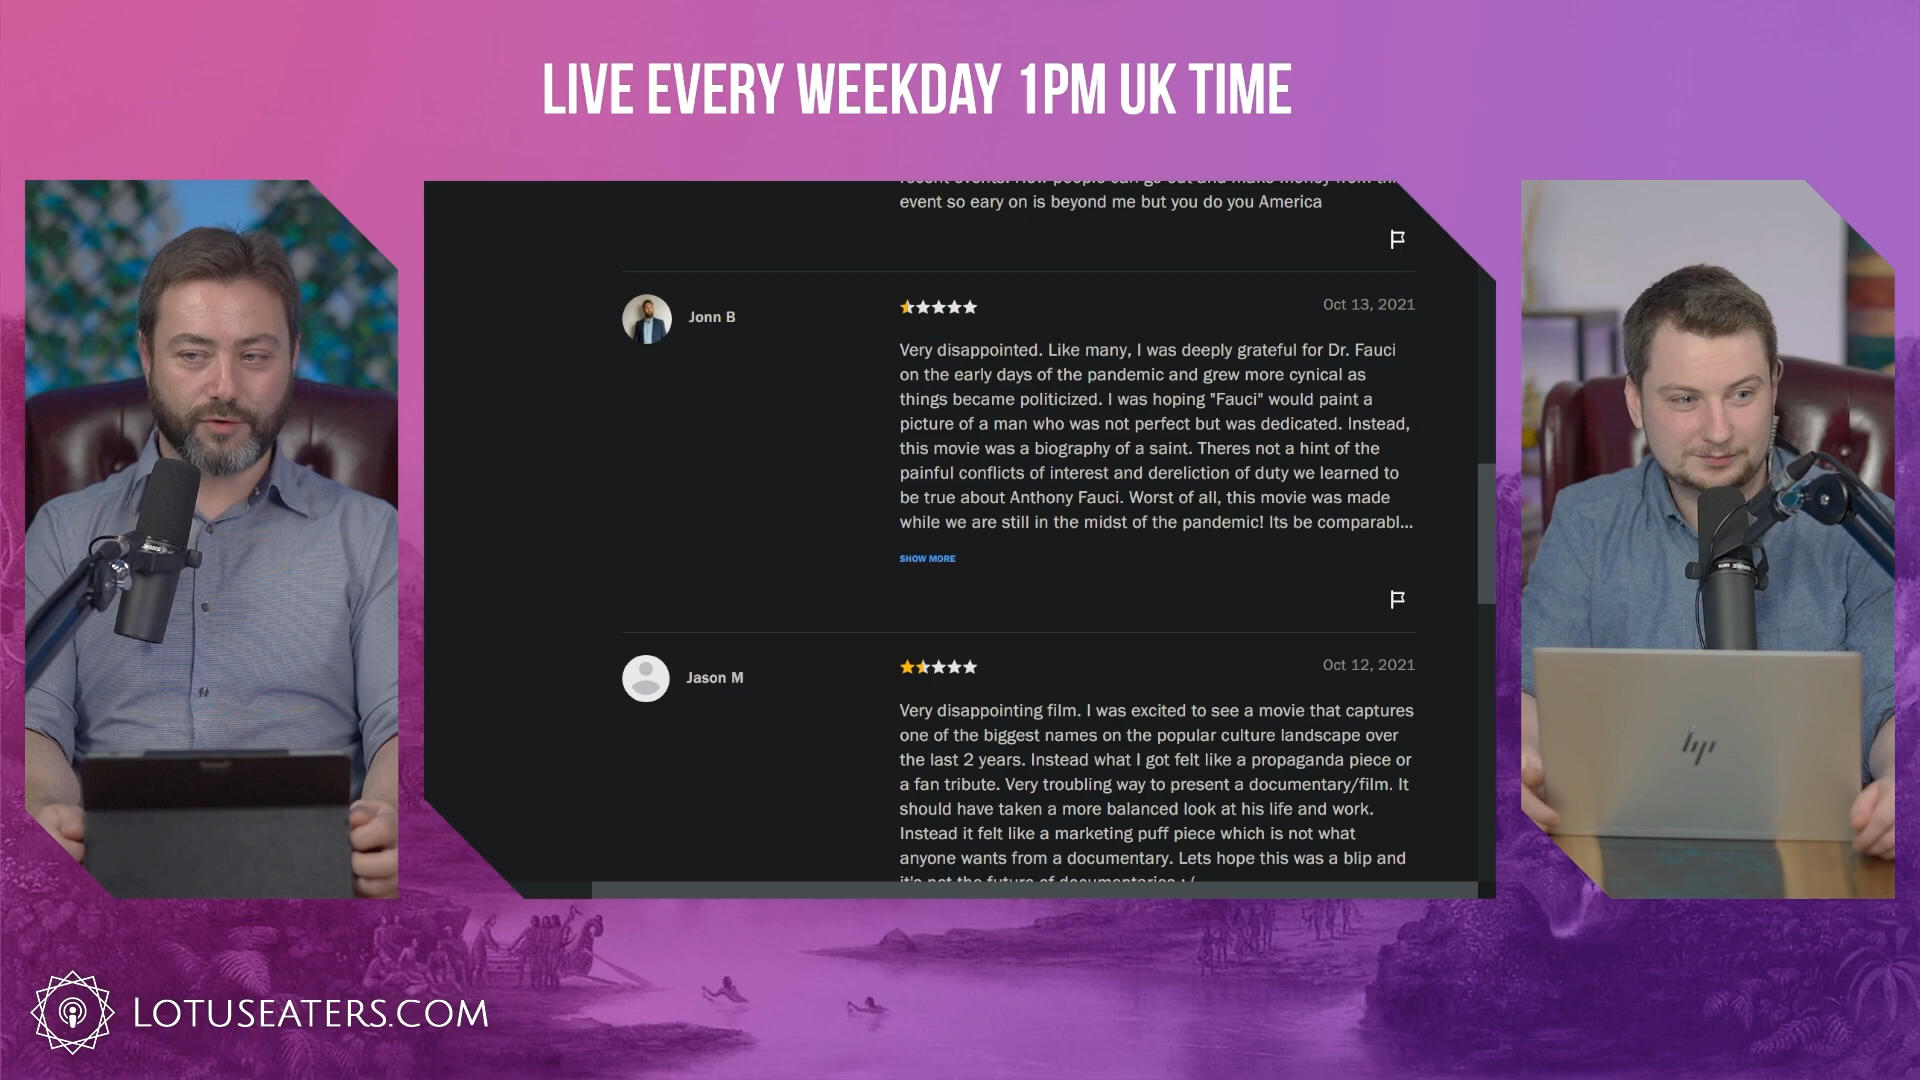 LIVE EVERY WEEKDAY 1PM UK TIME
event so eary on is beyond me but you do you America
Jonn B
Oct 13, 2021
Very disappointed. Like many, I was deeply grateful for Dr. Fauci
on the early days of the pandemic and grew more cynical as
things became politicized. I was hoping "Fauci" would paint a
picture of a man who was not perfect but was dedicated. Instead,
this movie was a biography of a saint. Theres not a hint of the
painful conflicts of interest and dereliction of duty we learned to
be true about Anthony Fauci. Worst of all, this movie was made
while we are still in the midst of the pandemic! Its be comparabl...
SHOW MORE
Jason M
Oct 12, 2021
Very disappointing film. I was excited to see a movie that captures
one of the biggest names on the popular culture landscape over
the last 2 years. Instead what I got felt like a propaganda piece or
a fan tribute. Very troubling way to present a documentary/film. It
should have taken a more balanced look at his life and work.
Instead it felt like a marketing puff piece which is not what
anyone wants from a documentary. Lets hope this was a blip and
it's not the future of documentaries :(
hp
LOTUSEATERS.COM